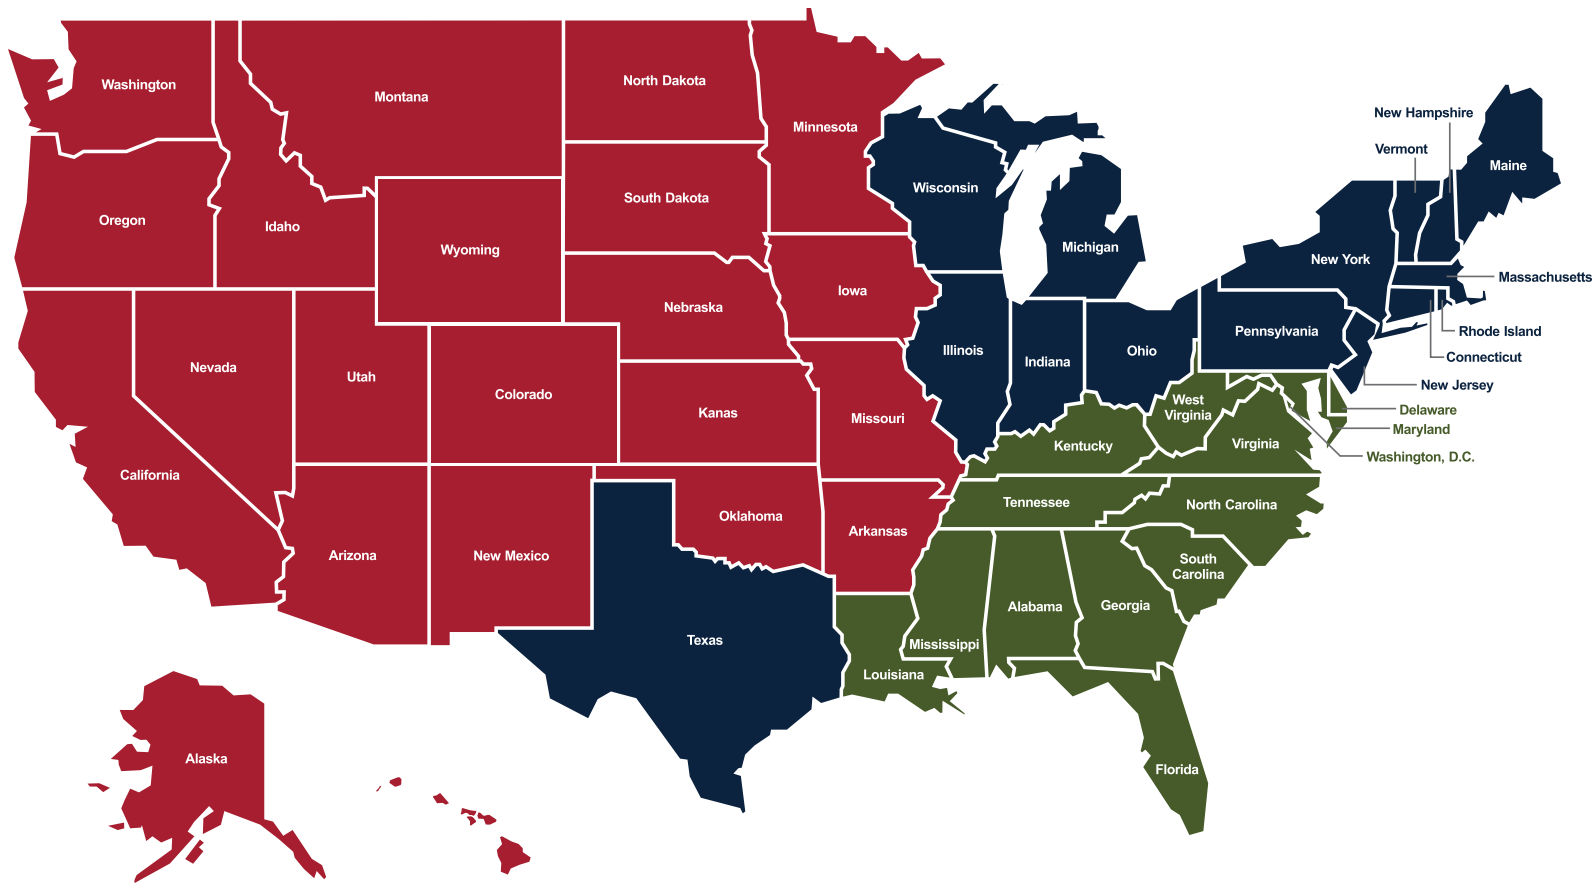 Washington
Montana
North Dakota
Minnesota
New Hampshire
Vermont
Maine
Oregon
Idaho
Wyoming
South Dakota
Wisconsin
Michigan
New York
Massachusetts
Nebraska
Iowa
Illinois
Indiana
Ohio
Pennsylvania
Rhode Island
Connecticut
New Jersey
Nevada
Utah
Colorado
Kanas
Missouri
Kentucky
West
Virginia
Virginia
Delaware
Maryland
Washington, D.C.
California
Arizona
New Mexico
Oklahoma
Arkansas
Tennessee
North Carolina
South
Carolina
Texas
Louisiana
Mississippi
Alabama
Georgia
Florida
Alaska